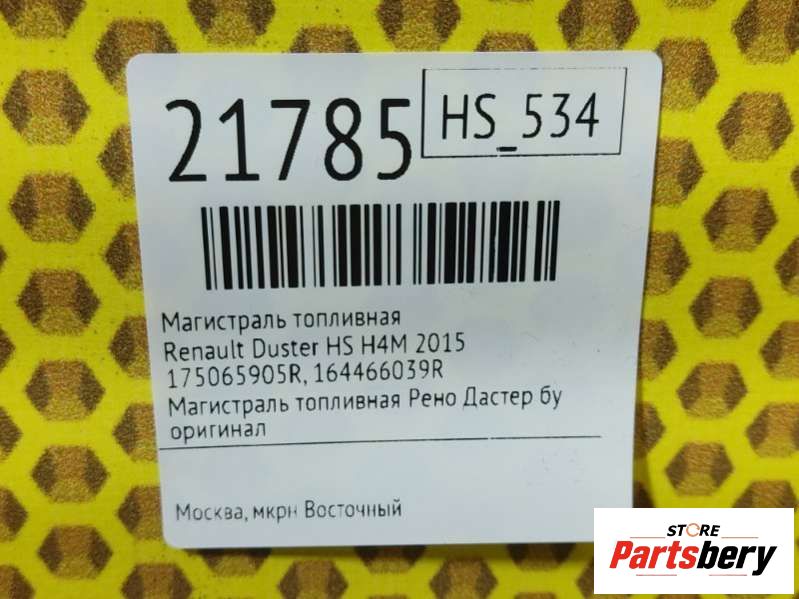 21785
HS_534
Магистраль топливная
Renault Duster HS H4M 2015
175065905R, 164466039R
Магистраль топливная Рено Дастер бу
оригинал
Москва, мкрн Восточный
STORE
Partsbery